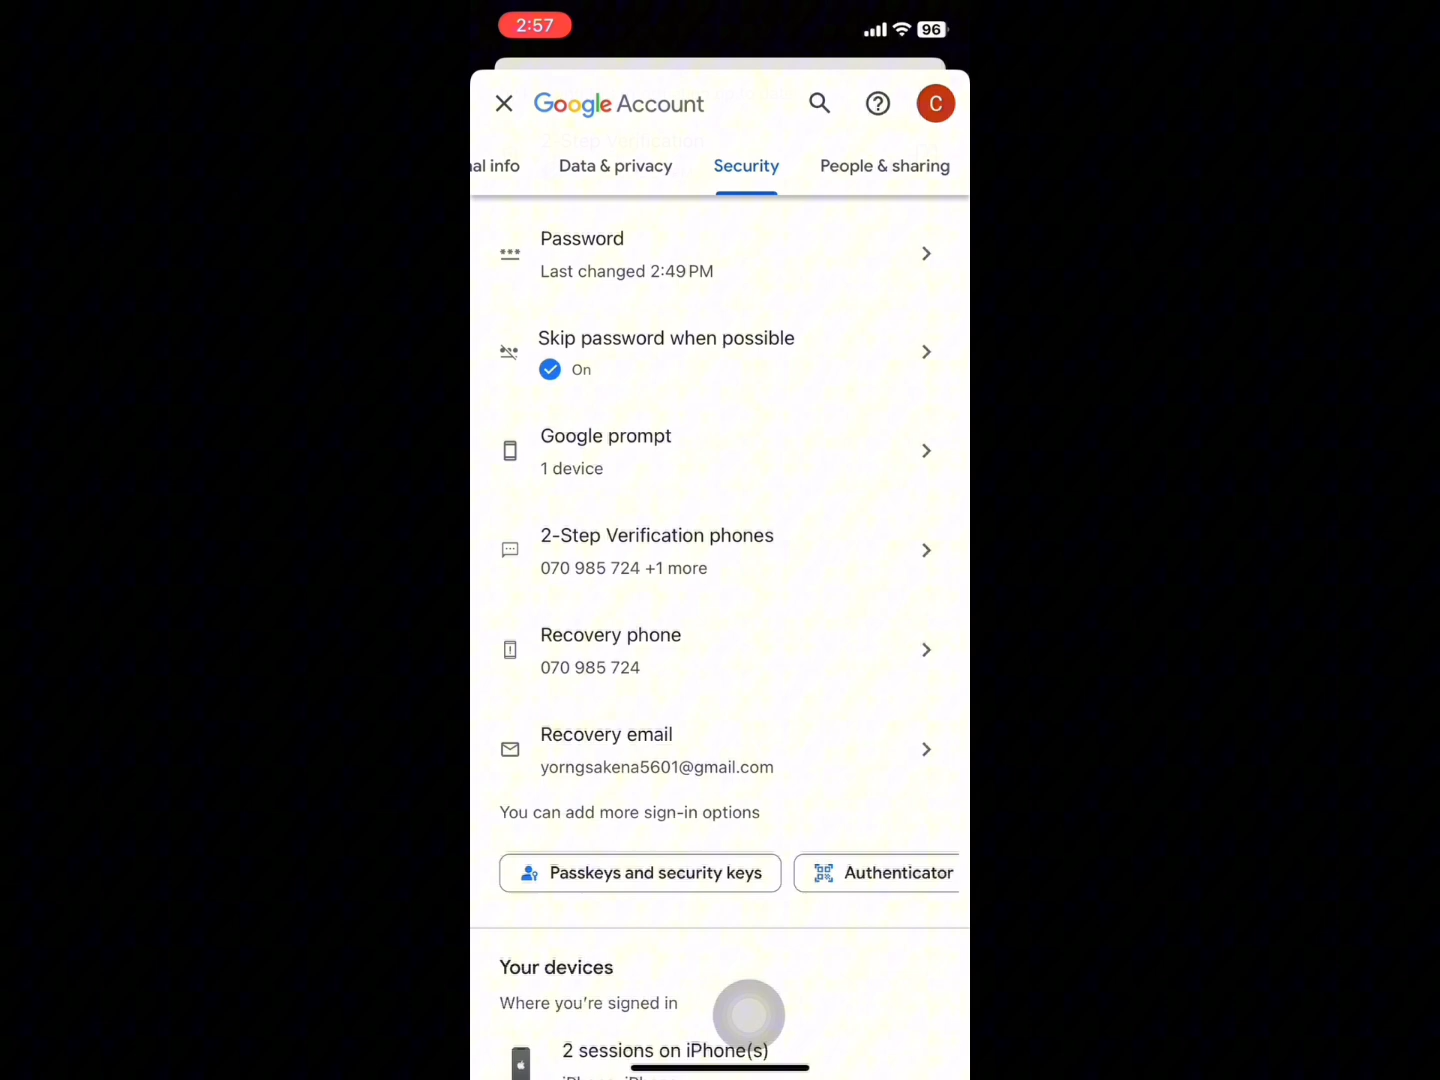 2:57
96
Google Account
C
2-Step Verification
al info
Data & privacy
Security
People & sharing
Password
Last changed 2:49 PM
Skip password when possible
On
Google prompt
1 device
2-Step Verification phones
070 985 724 +1 more
Recovery phone
070 985 724
Recovery email
yorngsakena5601@gmail.com
You can add more sign-in options
Passkeys and security keys
Authenticator
Your devices
Where you're signed in
2 sessions on iPhone(s)